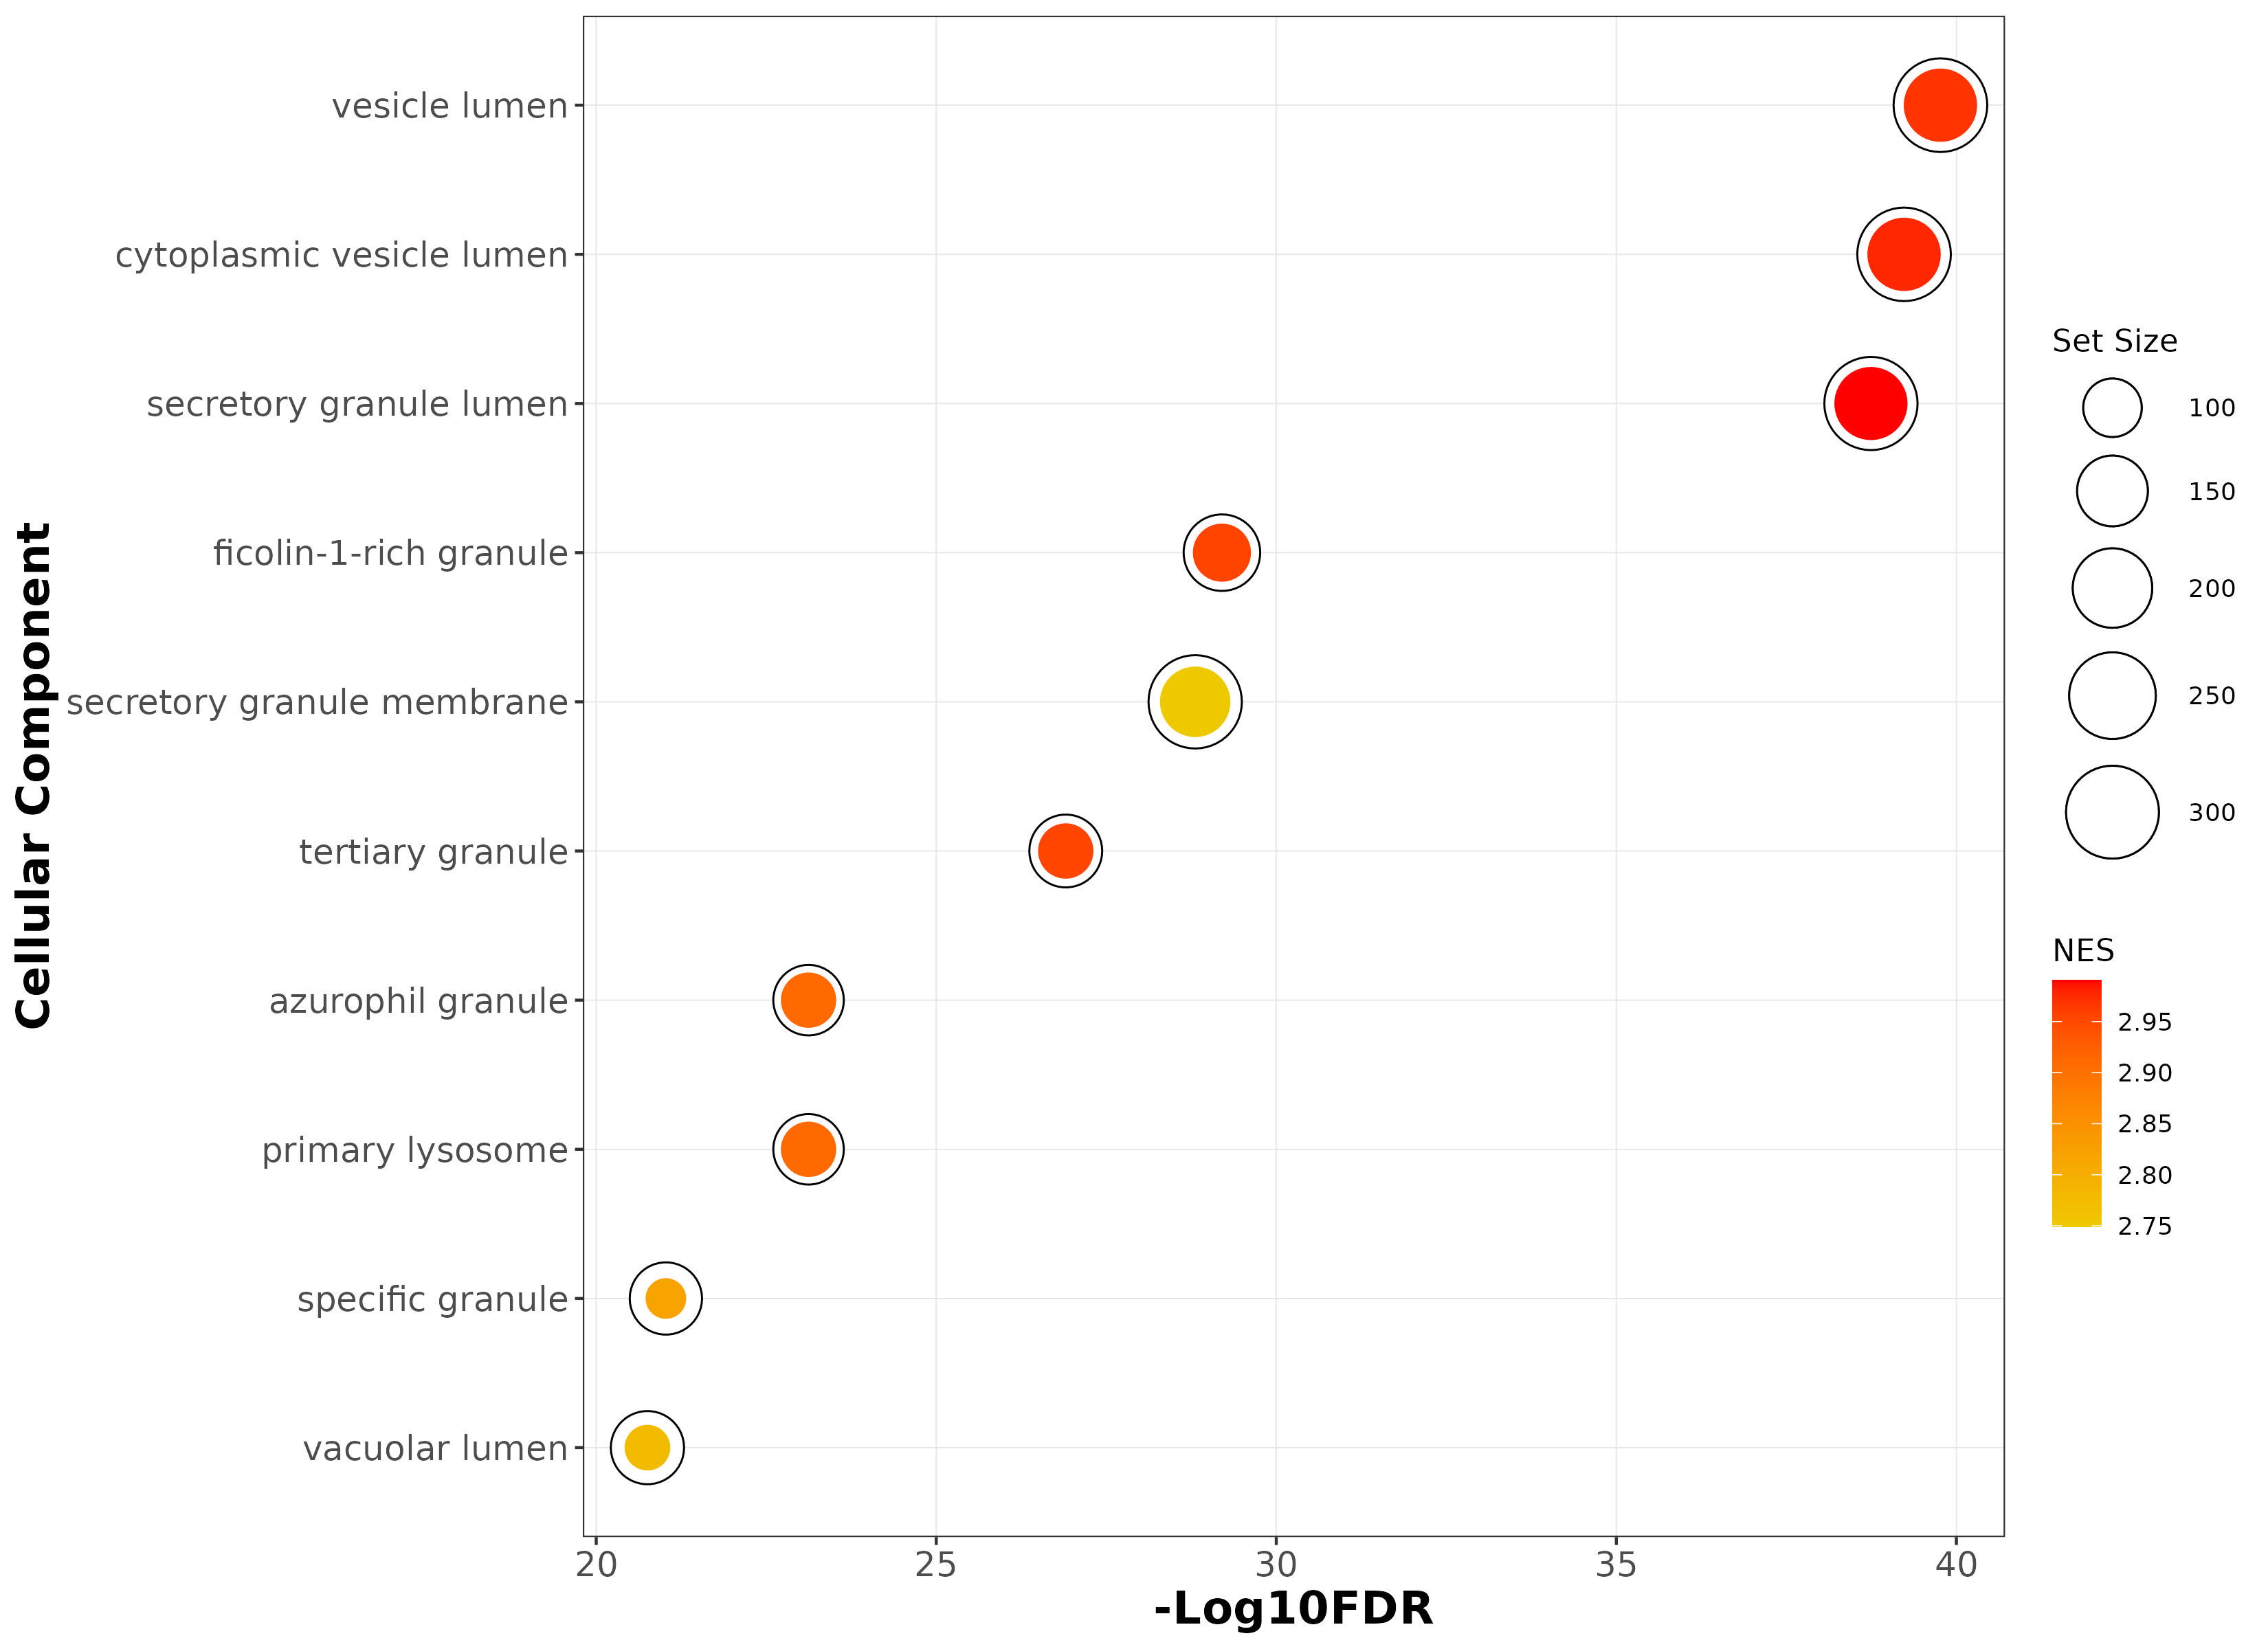 vesicle lumen
cytoplasmic vesicle lumen
secretory granule lumen
ficolin-1-rich granule
secretory granule membrane
tertiary granule
azurophil granule
primary lysosome
specific granule
vacuolar lumen
Cellular Component
20 25 30 35 40
-Log10FDR
Set Size
100
150
200
250
300
NES
2.95
2.90
2.85
2.80
2.75